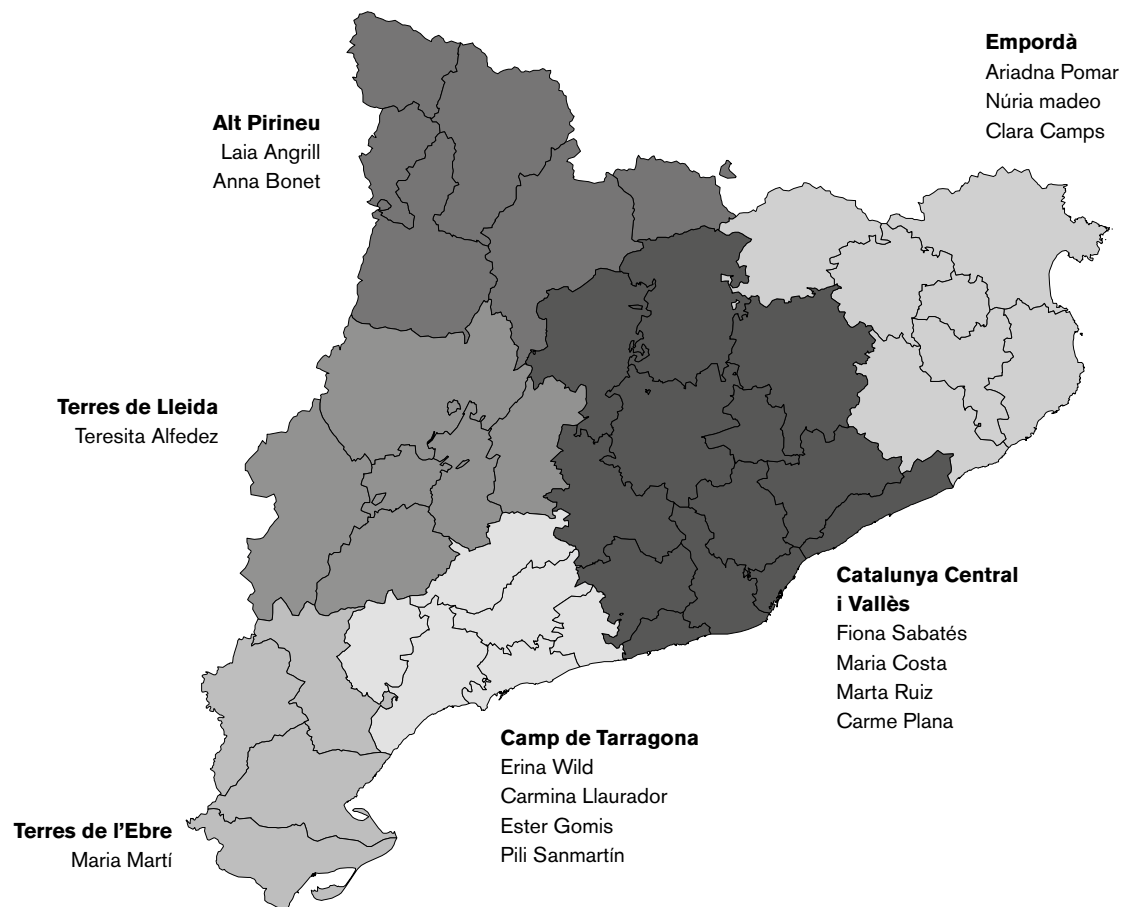 Empordà
Ariadna Pomar
Núria madeo
Clara Camps
Alt Pirineu
Laia Angrill
Anna Bonet
Terres de Lleida
Teresita Alfedez
Catalunya Central
i Vallès
Fiona Sabatés
Maria Costa
Marta Ruiz
Carme Plana
Camp de Tarragona
Erina Wild
Carmina Llaurador
Ester Gomis
Pili Sanmartín
Terres de l’Ebre
Maria Martí